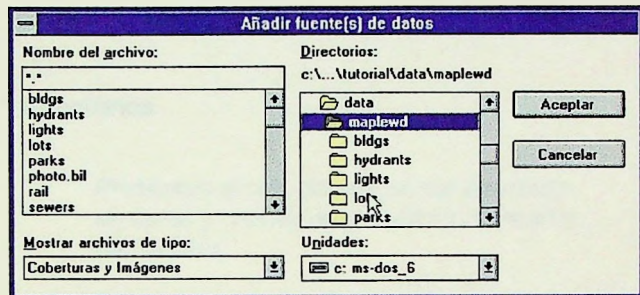 Añadir fuente(s) de datos
Nombre del archivo:
*.*
bldgs
hydrants
lights
lots
parks
photo.bil
rail
sewers
Mostrar archivos de tipo:
Coberturas y Imágenes
Directorios:
c:\...\tutorial\data\maplewd
data
maplewd
bldgs
hydrants
lights
lots
parks
Unidades:
c: ms-dos_6
Aceptar
Cancelar